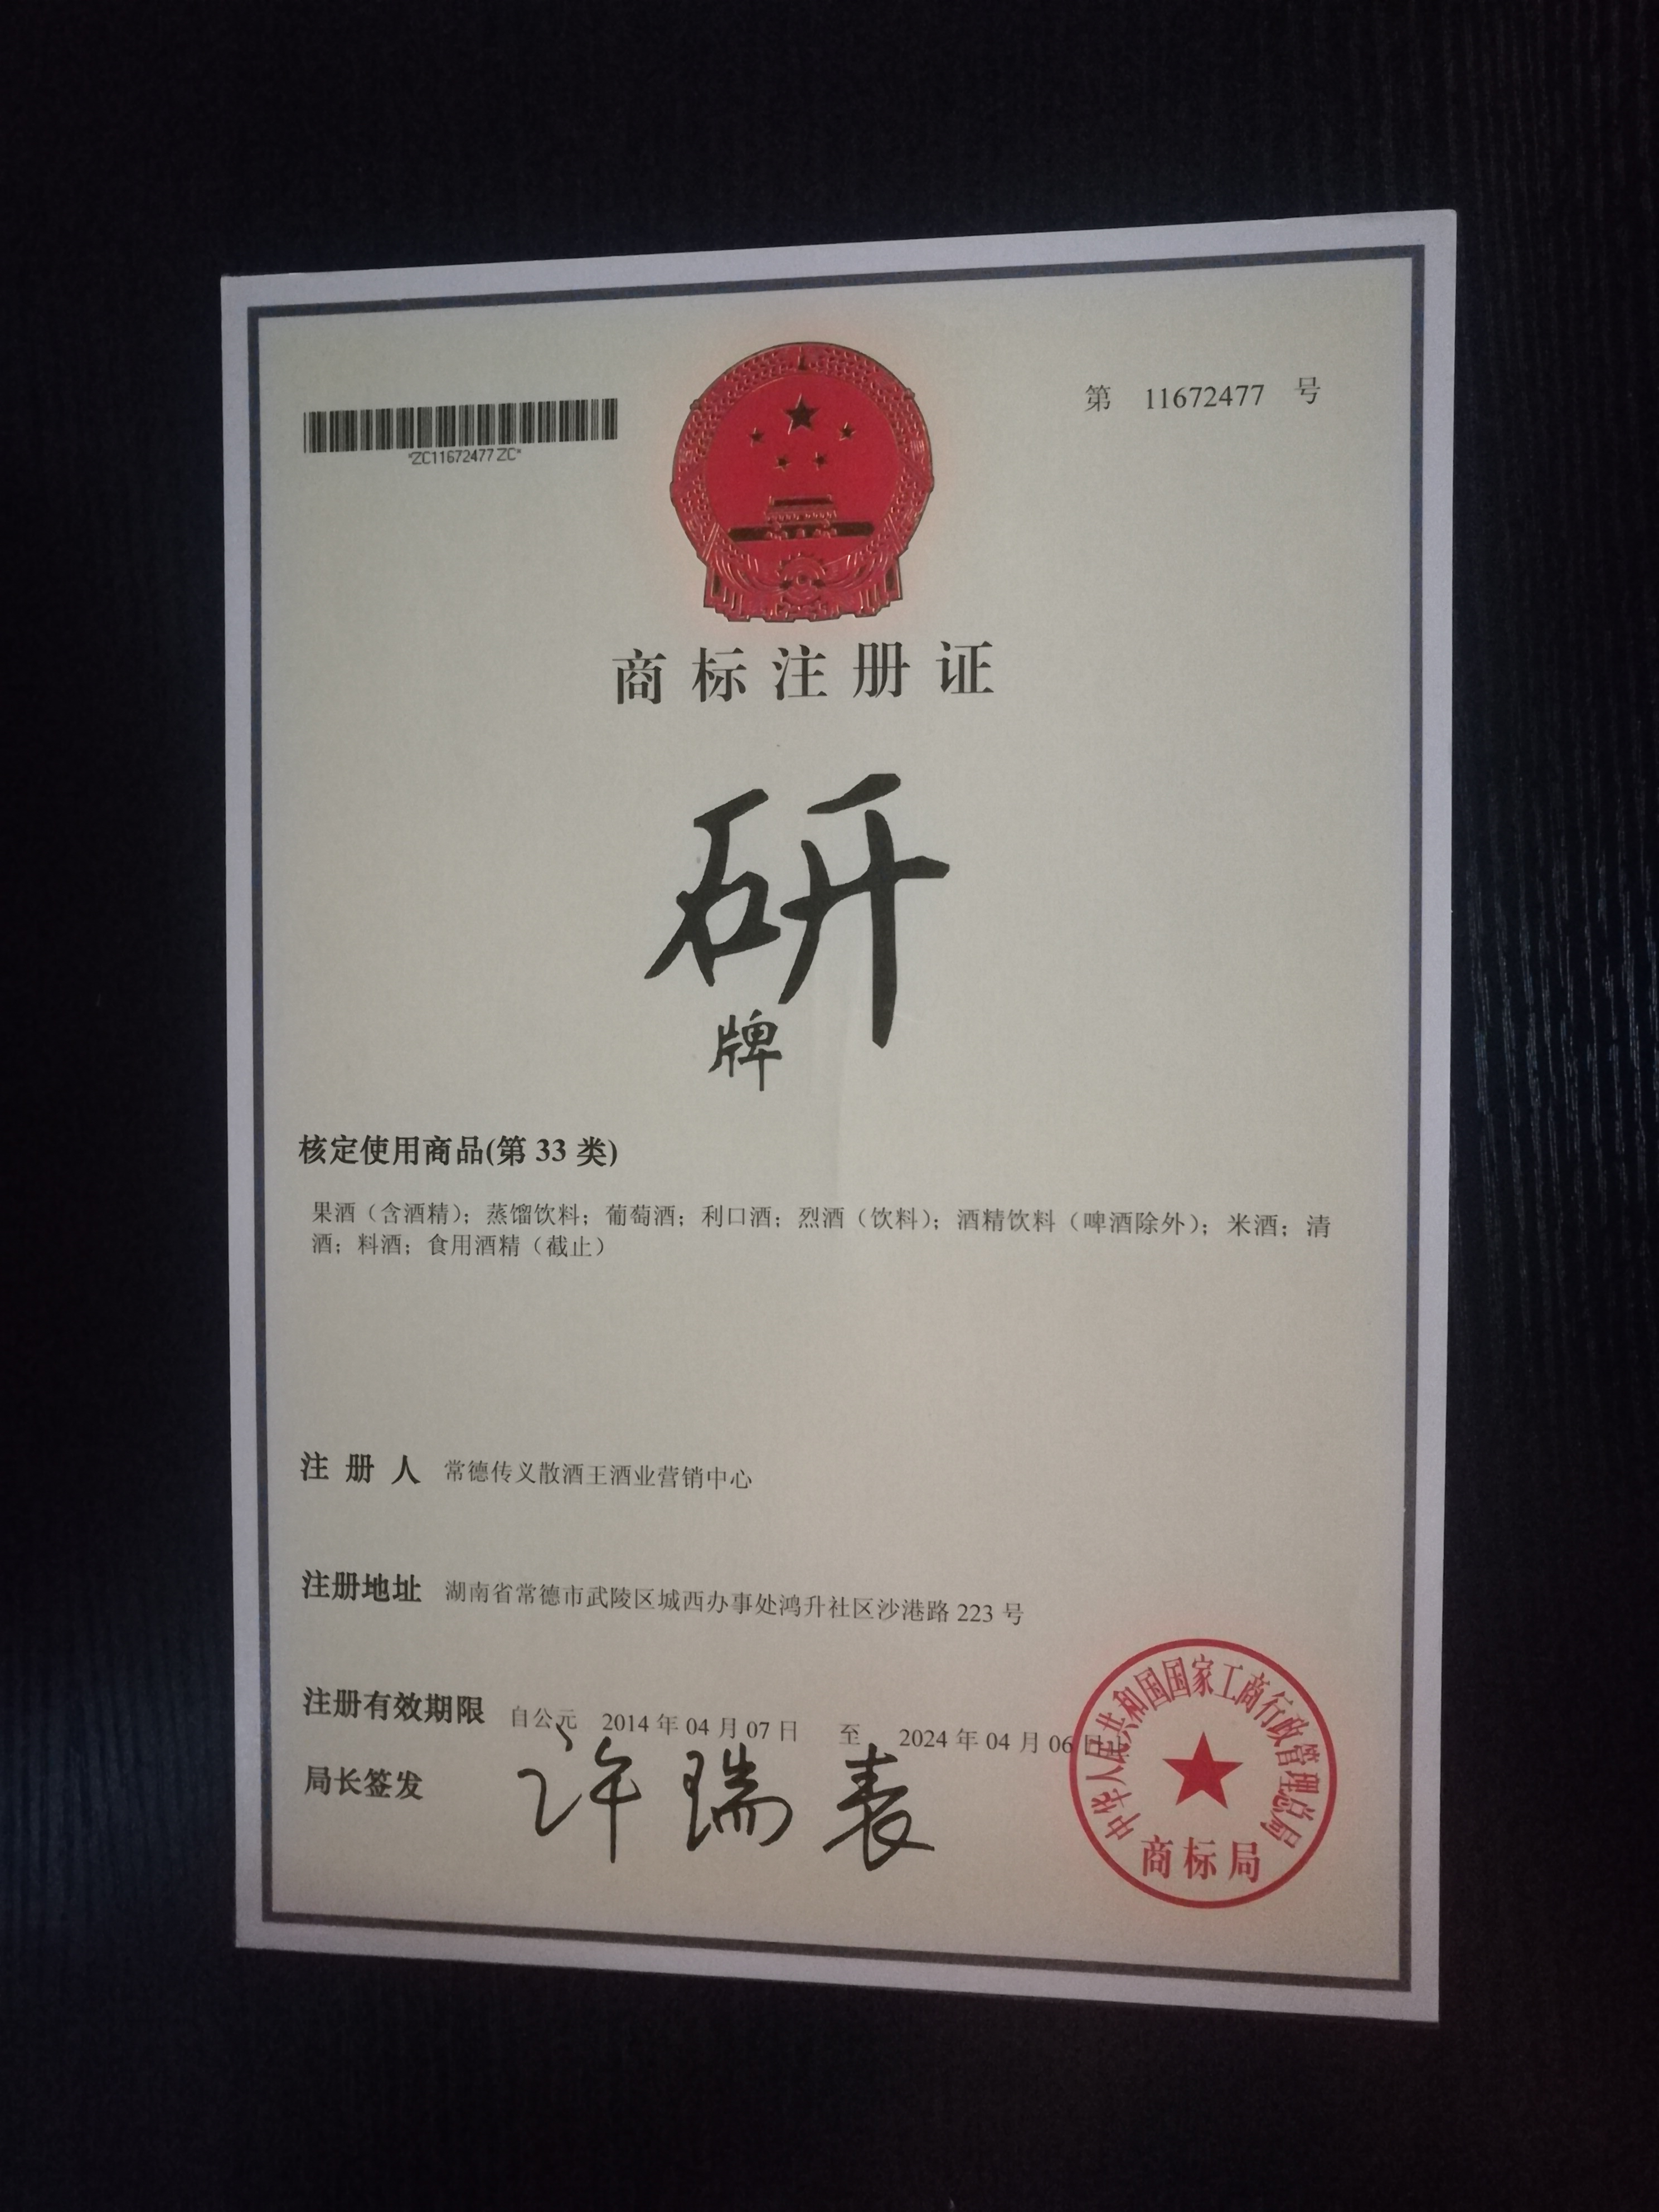 第 11672477 号
*ZC11672477ZC*
商标注册证
研
牌
核定使用商品(第 33 类)
果酒（含酒精）；蒸馏饮料；葡萄酒；利口酒；烈酒（饮料）；酒精饮料（啤酒除外）；米酒；清
酒；料酒；食用酒精（截止）
注 册 人 常德传义散酒王酒业营销中心
注册地址 湖南省常德市武陵区城西办事处鸿升社区沙港路 223 号
注册有效期限 自公元 2014 年 04 月 07 日 至 2024 年 04 月 06 日止
局长签发 许瑞表
中华人民共和国国家工商行政管理总局
商标局